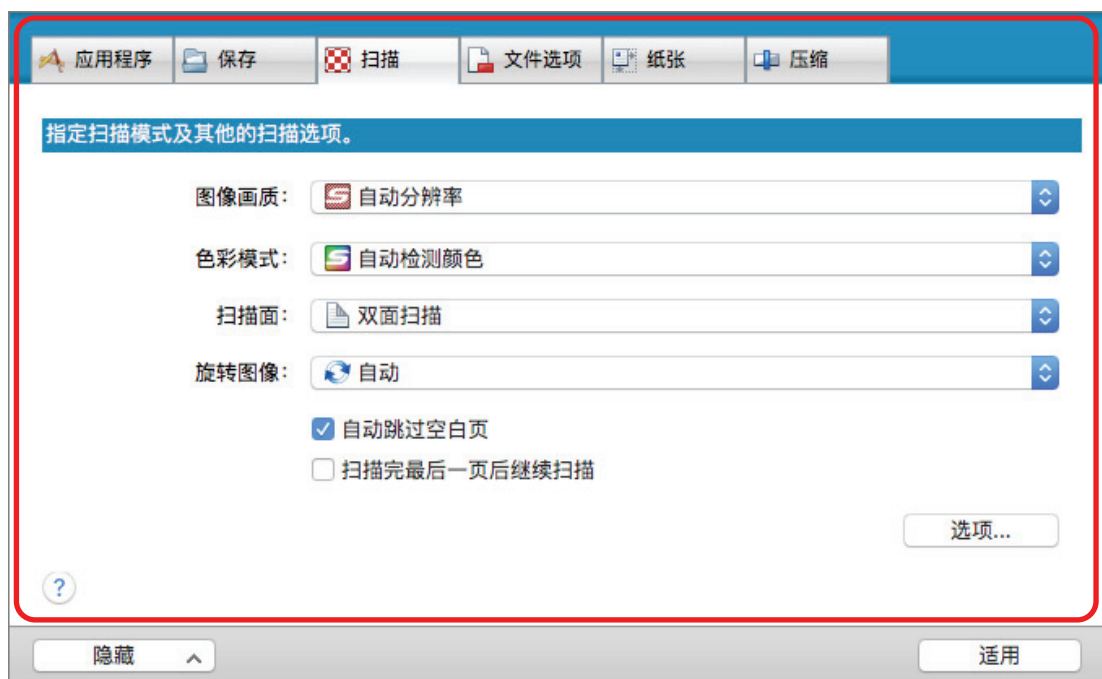 应用程序 保存 扫描 文件选项 纸张 压缩
指定扫描模式及其他的扫描选项。
图像画质: 自动分辨率
色彩模式: 自动检测颜色
扫描面: 双面扫描
旋转图像: 自动
自动跳过空白页
扫描完最后一页后继续扫描
选项...
?
隐藏 适用